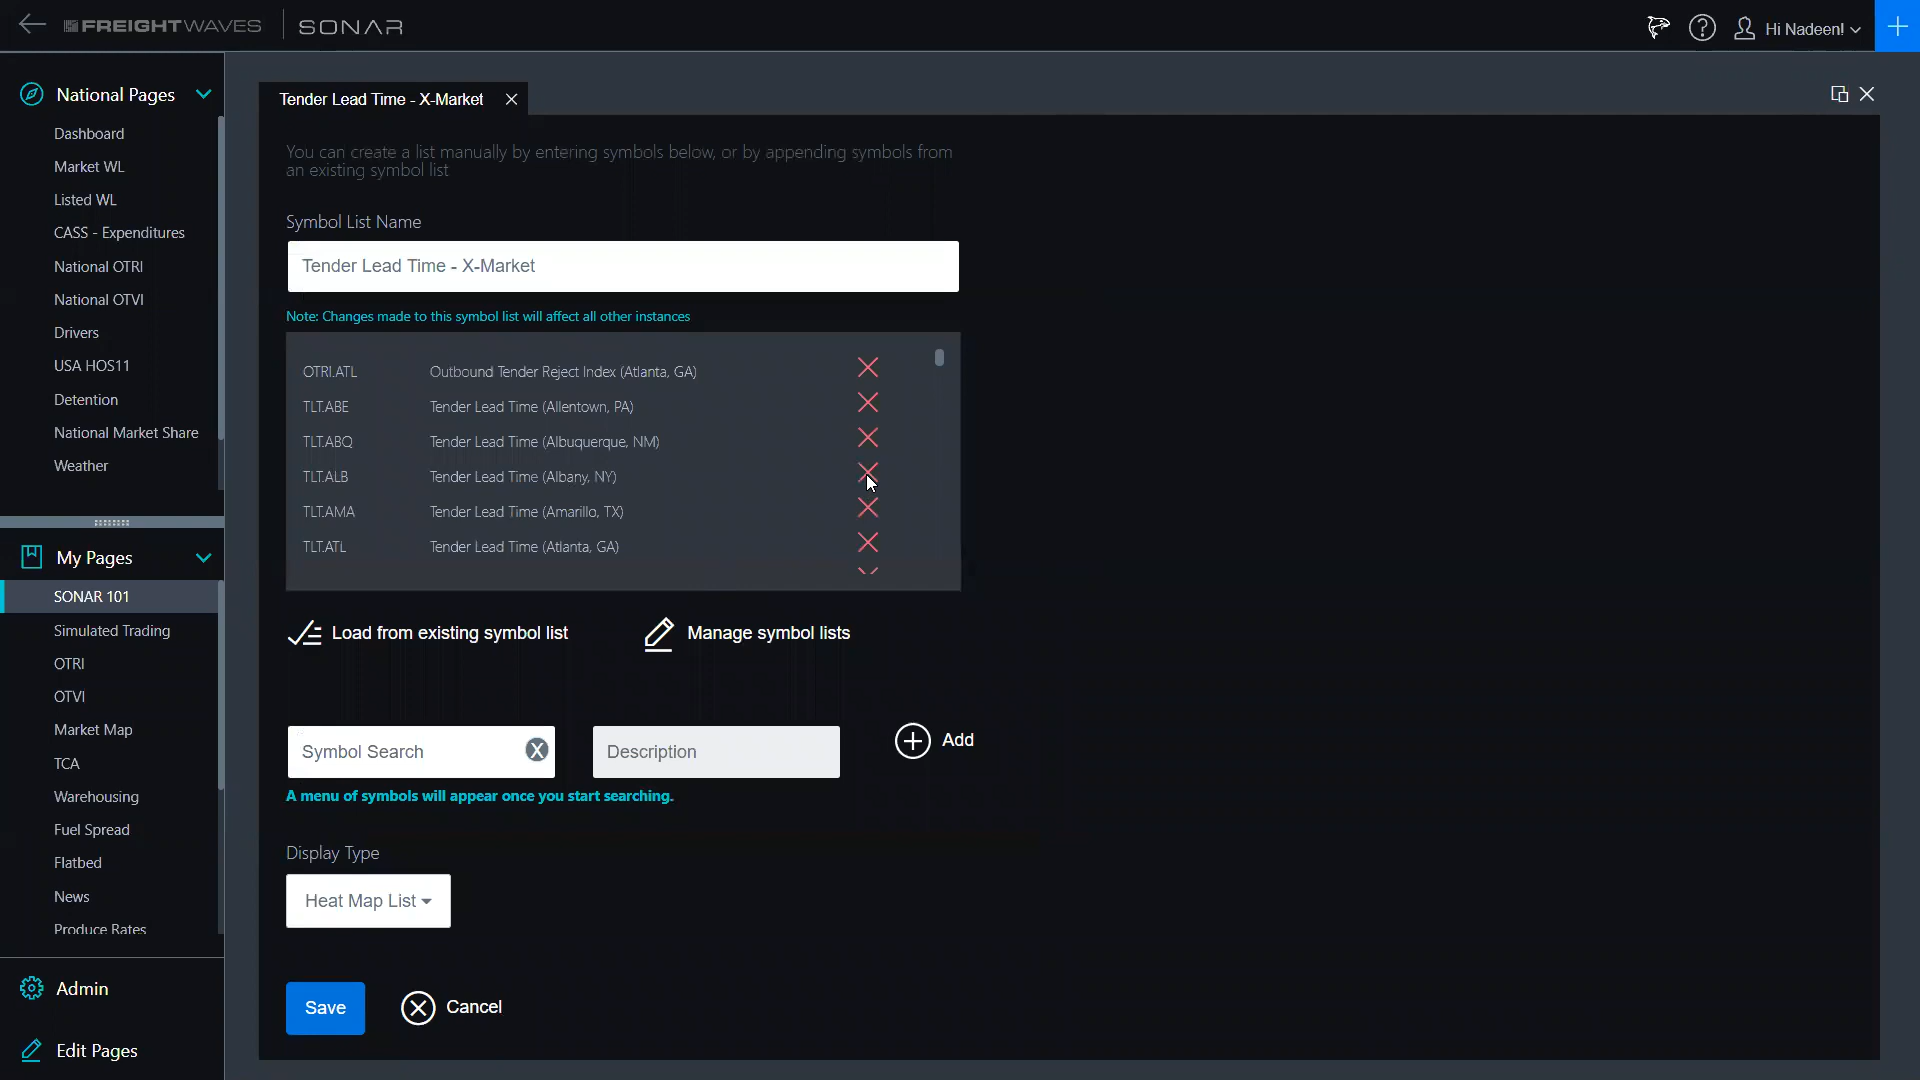 FREIGHTWAVES SONAR
Hi Nadeen!
National Pages
Dashboard
Market WL
Listed WL
CASS - Expenditures
National OTRI
National OTVI
Drivers
USA HOS11
Detention
National Market Share
Weather
My Pages
SONAR 101
Simulated Trading
OTRI
OTVI
Market Map
TCA
Warehousing
Fuel Spread
Flatbed
News
Produce Rates
Admin
Edit Pages
Tender Lead Time - X-Market
You can create a list manually by entering symbols below, or by appending symbols from
an existing symbol list
Symbol List Name
Tender Lead Time - X-Market
Note: Changes made to this symbol list will affect all other instances
OTRI.ATL Outbound Tender Reject Index (Atlanta, GA)
TLT.ABE Tender Lead Time (Allentown, PA)
TLT.ABQ Tender Lead Time (Albuquerque, NM)
TLT.ALB Tender Lead Time (Albany, NY)
TLT.AMA Tender Lead Time (Amarillo, TX)
TLT.ATL Tender Lead Time (Atlanta, GA)
Load from existing symbol list Manage symbol lists
Symbol Search X Description Add
A menu of symbols will appear once you start searching.
Display Type
Heat Map List
Save Cancel